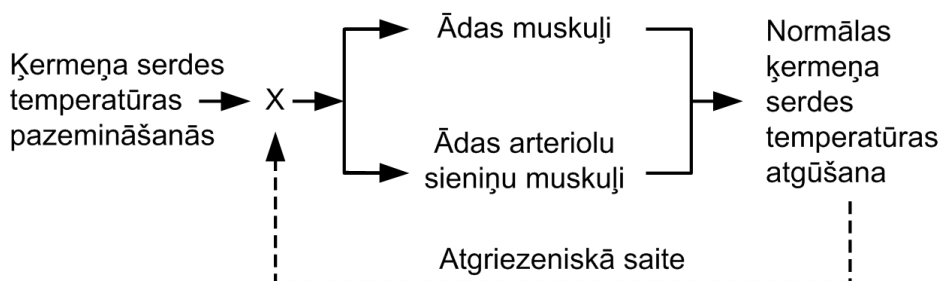 Ķermeņa serdes
temperatūras
pazemināšanās
X
Ādas muskuļi
Ādas arteriolu
sieniņu muskuļi
Normālas
ķermeņa
serdes
temperatūras
atgūšana
Atgriezeniskā saite